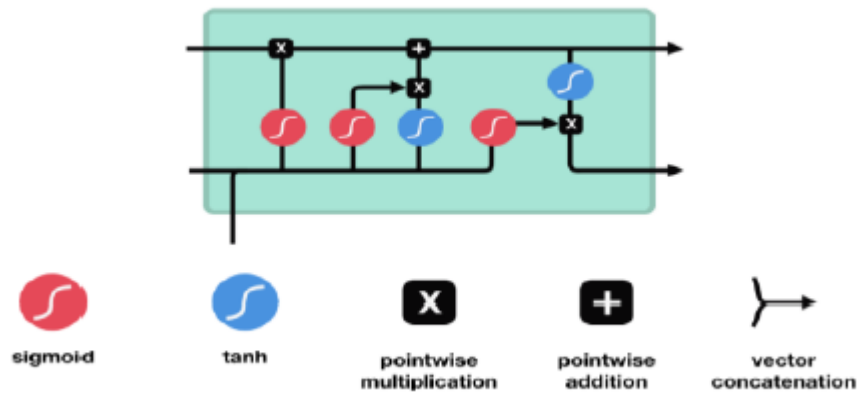 X
+
X
X
X
+
sigmoid
tanh
pointwise
multiplication
pointwise
addition
vector
concatenation